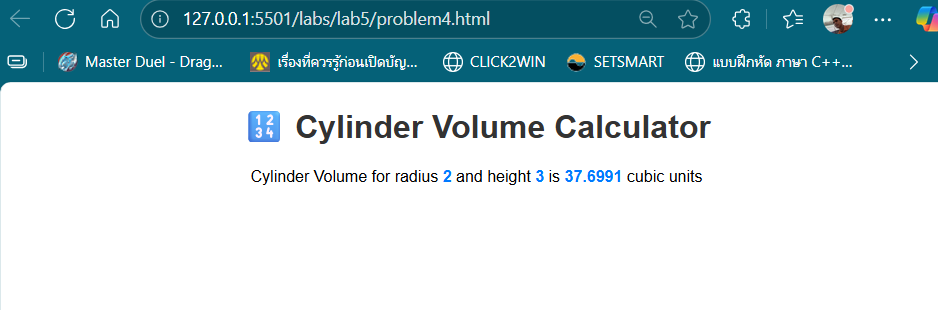 127.0.0.1:5501/labs/lab5/problem4.html
Master Duel - Drag... เรื่องที่ควรรู้ก่อนเปิดบัญ... CLICK2WIN SETSMART แบบฝึกหัด ภาษา C++...
🔢 Cylinder Volume Calculator
Cylinder Volume for radius 2 and height 3 is 37.6991 cubic units